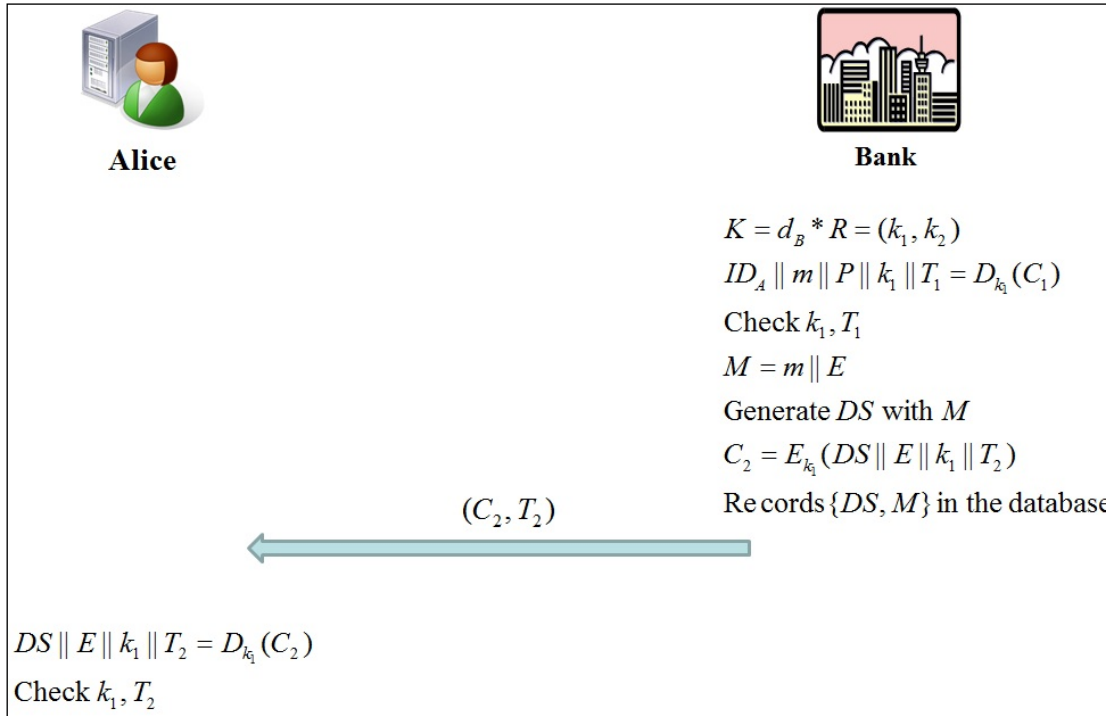 Alice
Bank
K = d_B * R = (k_1, k_2)
ID_A || m || P || k_1 || T_1 = D_{k_1}(C_1)
Check k_1, T_1
M = m || E
Generate DS with M
C_2 = E_{k_1}(DS || E || k_1 || T_2)
Records {DS, M} in the database
(C_2, T_2)
DS || E || k_1 || T_2 = D_{k_1}(C_2)
Check k_1, T_2